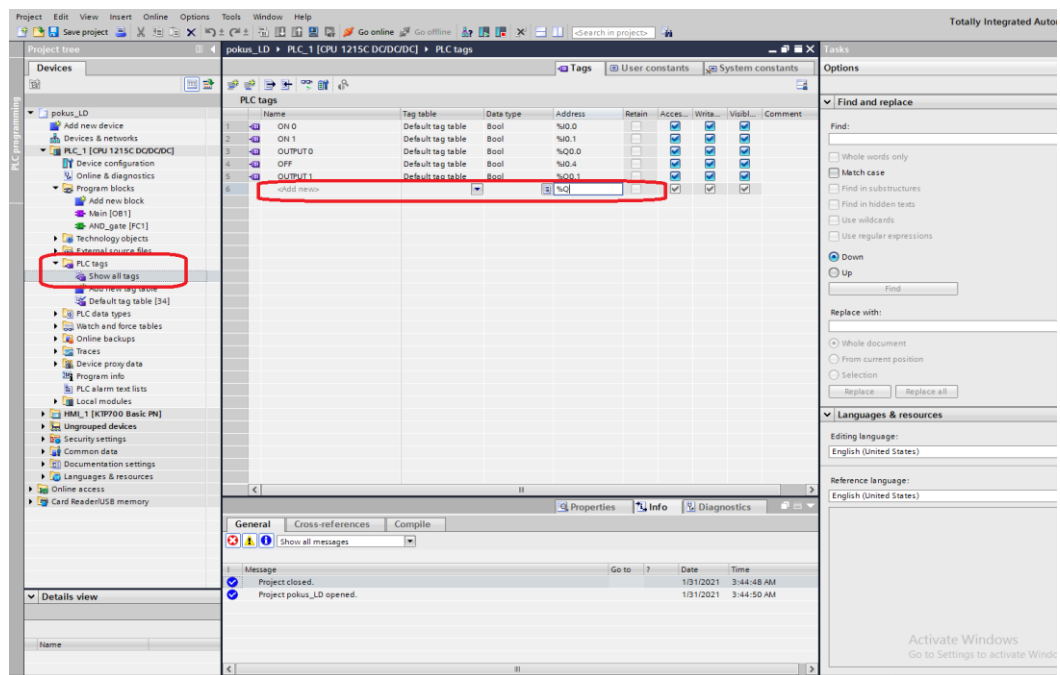 Project Edit View Insert Online Options Tools Window Help
Totally Integrated Autor
Save project Go online Go offline <Search in project>
Project tree
pokus_LD ▸ PLC_1 [CPU 1215C DC/DC/DC] ▸ PLC tags
Tasks
Devices
Tags User constants System constants
Options
PLC programming
PLC tags
Find and replace
Name Tag table Data type Address Retain Acces... Writa... Visibl... Comment
1 ON 0 Default tag table Bool %I0.0
2 ON 1 Default tag table Bool %I0.1
3 OUTPUT 0 Default tag table Bool %Q0.0
4 OFF Default tag table Bool %I0.4
5 OUTPUT 1 Default tag table Bool %Q0.1
6 <Add new> %Q
pokus_LD
Add new device
Devices & networks
PLC_1 [CPU 1215C DC/DC/DC]
Device configuration
Online & diagnostics
Program blocks
Add new block
Main [OB1]
AND_gate [FC1]
Technology objects
External source files
PLC tags
Show all tags
Add new tag table
Default tag table [34]
PLC data types
Watch and force tables
Online backups
Traces
Device proxy data
Program info
PLC alarm text lists
Local modules
HMI_1 [KTP700 Basic PN]
Ungrouped devices
Security settings
Common data
Documentation settings
Languages & resources
Online access
Card Reader/USB memory
Find:
Whole words only
Match case
Find in substructures
Find in hidden texts
Use wildcards
Use regular expressions
Down
Up
Find
Replace with:
Whole document
From current position
Selection
Replace Replace all
Languages & resources
Editing language:
English (United States)
Reference language:
English (United States)
Properties Info Diagnostics
General Cross-references Compile
Show all messages
! Message Go to ? Date Time
Project closed. 1/31/2021 3:44:48 AM
Project pokus_LD opened. 1/31/2021 3:44:50 AM
Details view
Name
Activate Windows
Go to Settings to activate Windo